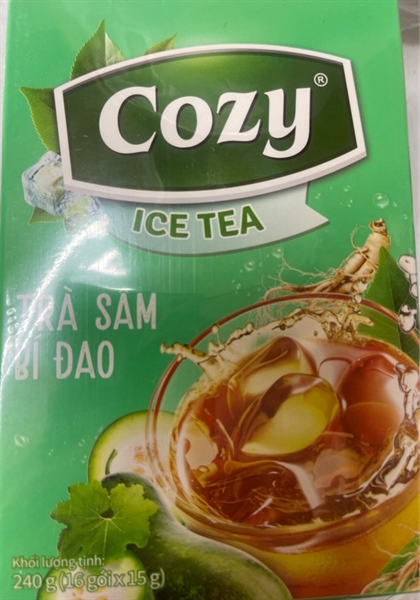 Cozy®
ICE TEA
TRÀ SÂM
BÍ ĐAO
Khối lượng tịnh:
240 g (16 gói x 15 g)